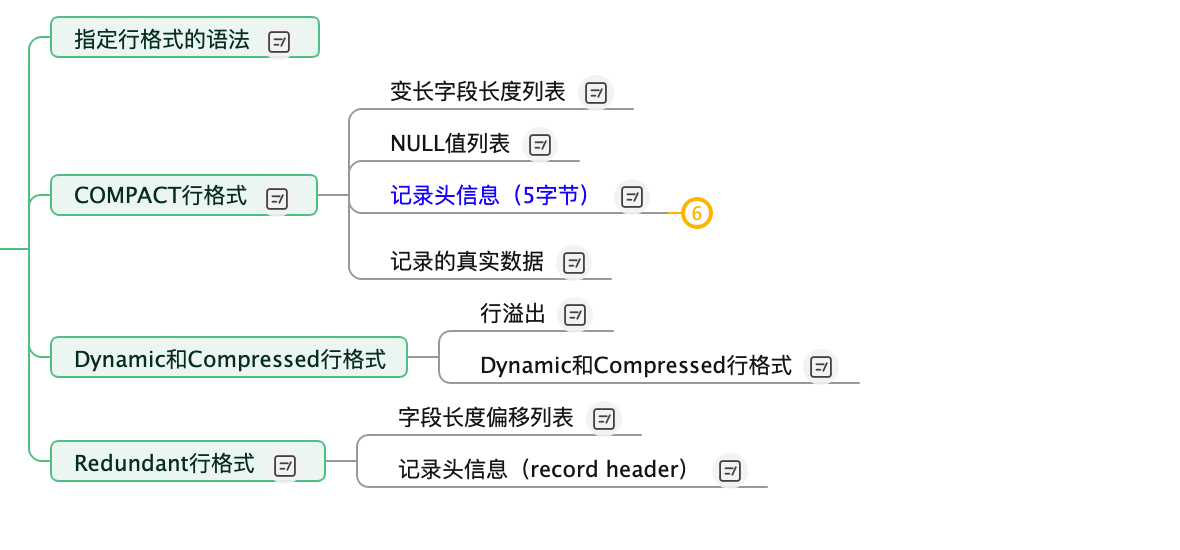 指定行格式的语法
变长字段长度列表
NULL值列表
COMPACT行格式
记录头信息（5字节）
6
记录的真实数据
行溢出
Dynamic和Compressed行格式
Dynamic和Compressed行格式
字段长度偏移列表
Redundant行格式
记录头信息（record header）